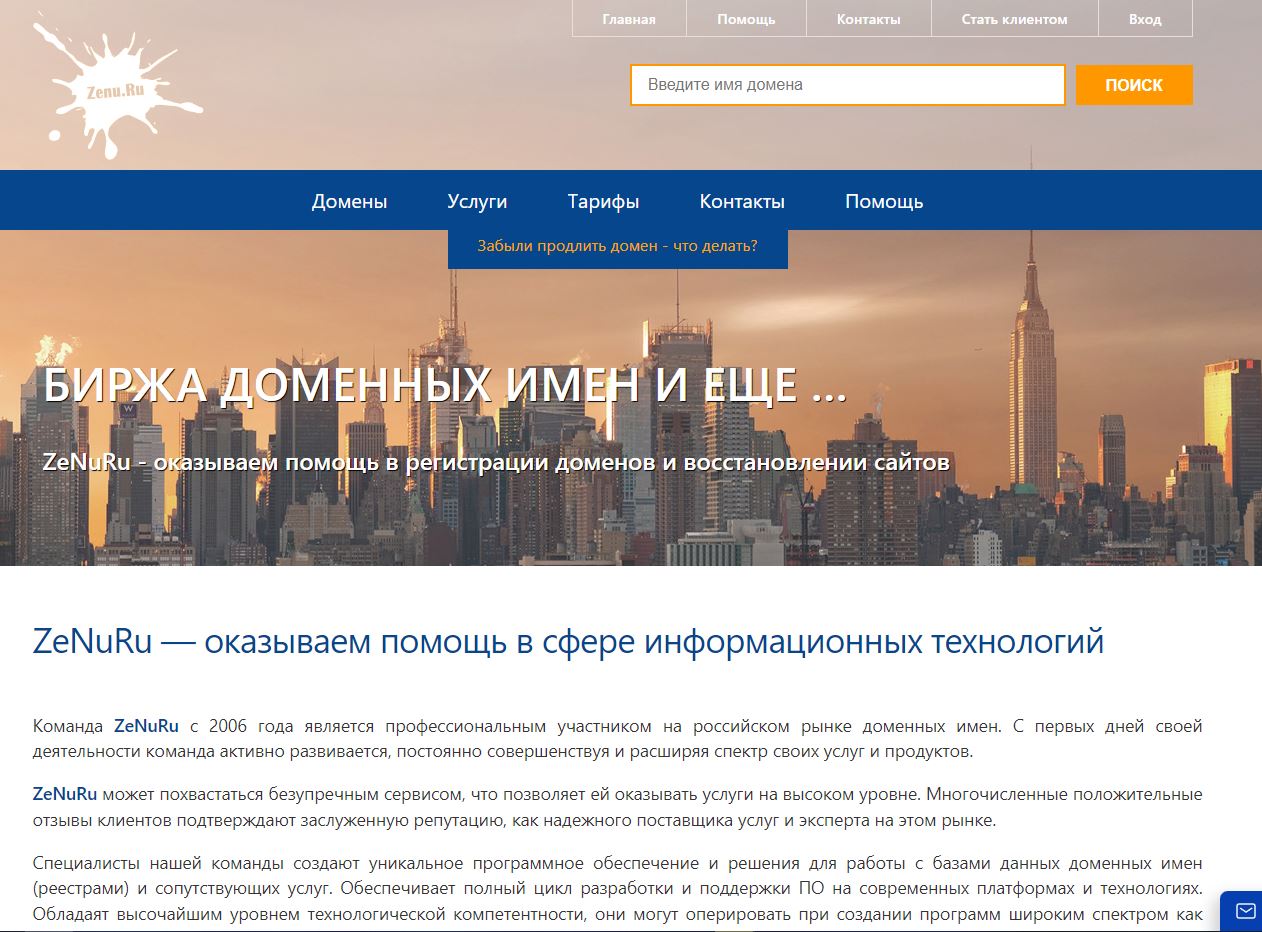 Главная
Помощь
Контакты
Стать клиентом
Вход
Zenu.Ru
Введите имя домена
ПОИСК
Домены
Услуги
Тарифы
Контакты
Помощь
Забыли продлить домен - что делать?
БИРЖА ДОМЕННЫХ ИМЕН И ЕЩЕ ...
ZeNuRu - оказываем помощь в регистрации доменов и восстановлении сайтов
ZeNuRu — оказываем помощь в сфере информационных технологий
Команда ZeNuRu с 2006 года является профессиональным участником на российском рынке доменных имен. С первых дней своей
деятельности команда активно развивается, постоянно совершенствуя и расширяя спектр своих услуг и продуктов.
ZeNuRu может похвастаться безупречным сервисом, что позволяет ей оказывать услуги на высоком уровне. Многочисленные положительные
отзывы клиентов подтверждают заслуженную репутацию, как надежного поставщика услуг и эксперта на этом рынке.
Специалисты нашей команды создают уникальное программное обеспечение и решения для работы с базами данных доменных имен
(реестрами) и сопутствующих услуг. Обеспечивает полный цикл разработки и поддержки ПО на современных платформах и технологиях.
Обладаят высочайшим уровнем технологической компетентности, они могут оперировать при создании программ широким спектром как